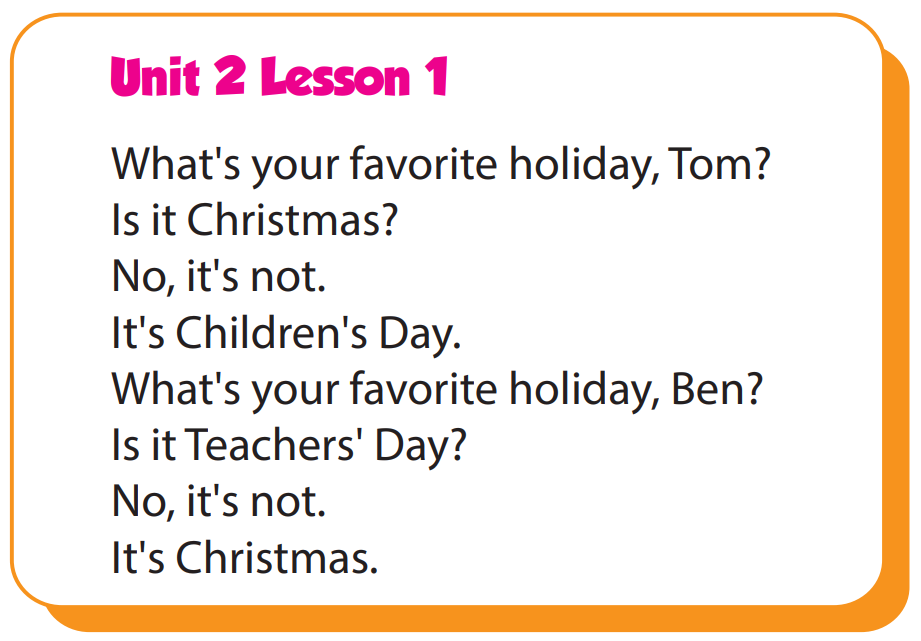 Unit 2 Lesson 1
What's your favorite holiday, Tom?
Is it Christmas?
No, it's not.
It's Children's Day.
What's your favorite holiday, Ben?
Is it Teachers' Day?
No, it's not.
It's Christmas.